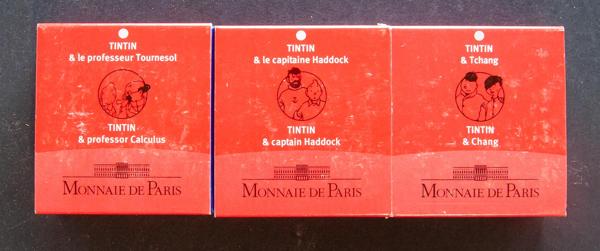 TINTIN
& le professeur Tournesol
TINTIN
& professor Calculus
MONNAIE DE PARIS
TINTIN
& le capitaine Haddock
TINTIN
& captain Haddock
MONNAIE DE PARIS
TINTIN
& Tchang
TINTIN
& Chang
MONNAIE DE PARIS